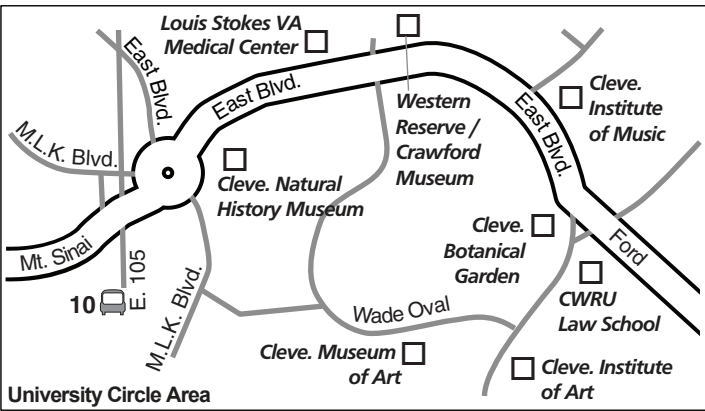 Louis Stokes VA
Medical Center
East Blvd.
East Blvd.
M.L.K. Blvd.
Western
Reserve /
Crawford
Museum
East Blvd.
Cleve.
Institute
of Music
Cleve. Natural
History Museum
Mt. Sinai
E. 105
10
M.L.K. Blvd.
Cleve.
Botanical
Garden
Ford
CWRU
Law School
Wade Oval
Cleve. Museum
of Art
Cleve. Institute
of Art
University Circle Area